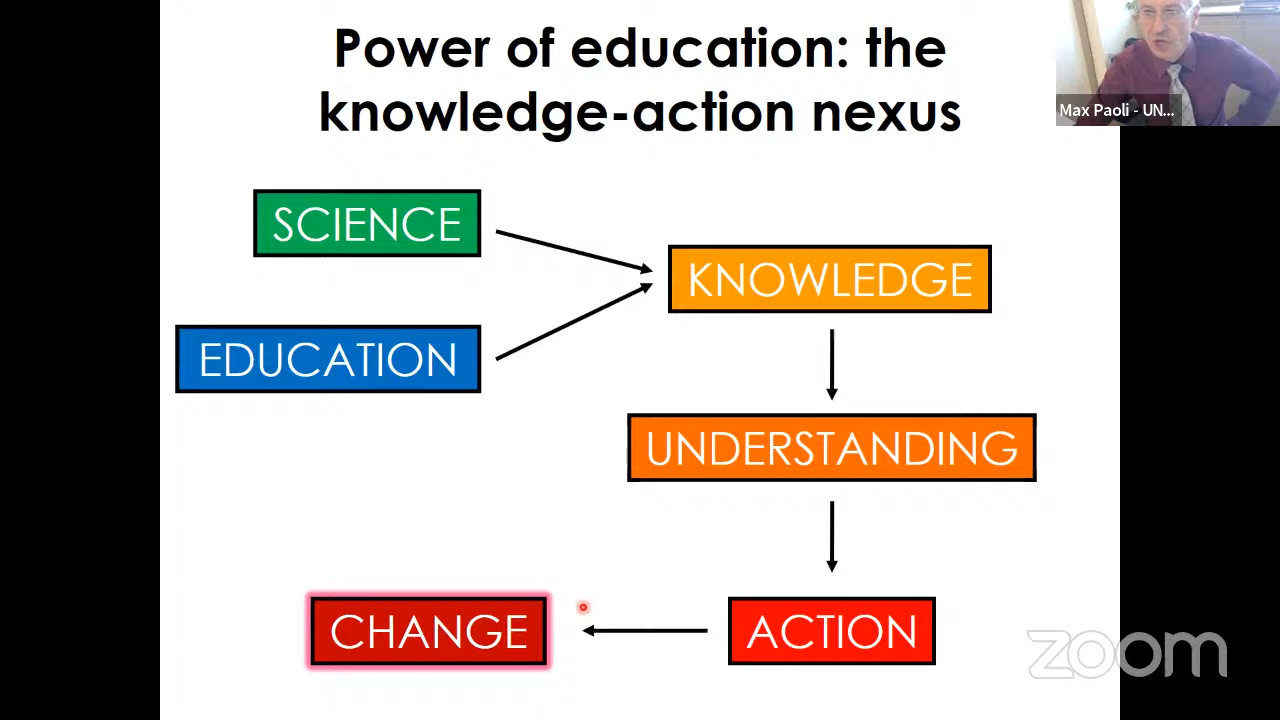 Power of education: the
knowledge-action nexus
Max Paoli - UN...
SCIENCE
KNOWLEDGE
EDUCATION
UNDERSTANDING
CHANGE
ACTION
zoom